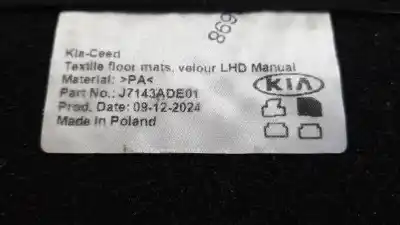 869
Kia-Ceed
Textile floor mats, velour LHD Manual
Material: >PA<
KIA
Part No.: J7143ADE01
Prod. Date: 09-12-2024
Made in Poland